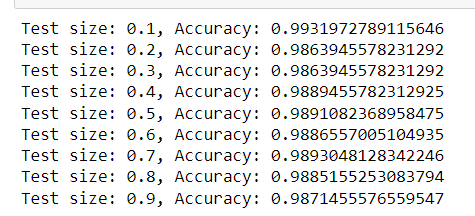 Test size: 0.1, Accuracy: 0.9931972789115646
Test size: 0.2, Accuracy: 0.9863945578231292
Test size: 0.3, Accuracy: 0.9863945578231292
Test size: 0.4, Accuracy: 0.9889455782312925
Test size: 0.5, Accuracy: 0.9891082368958475
Test size: 0.6, Accuracy: 0.9886557005104935
Test size: 0.7, Accuracy: 0.9893048128342246
Test size: 0.8, Accuracy: 0.9885155253083794
Test size: 0.9, Accuracy: 0.9871455576559547